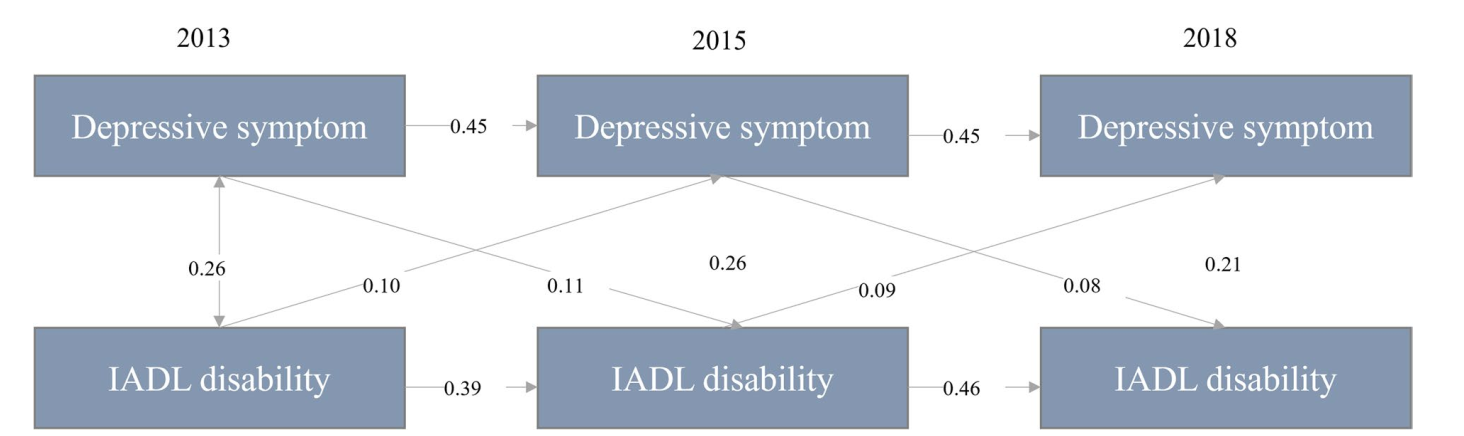 2013
2015
2018
Depressive symptom
0.45
Depressive symptom
0.45
Depressive symptom
0.26
0.10
0.11
0.26
0.09
0.08
0.21
IADL disability
0.39
IADL disability
0.46
IADL disability